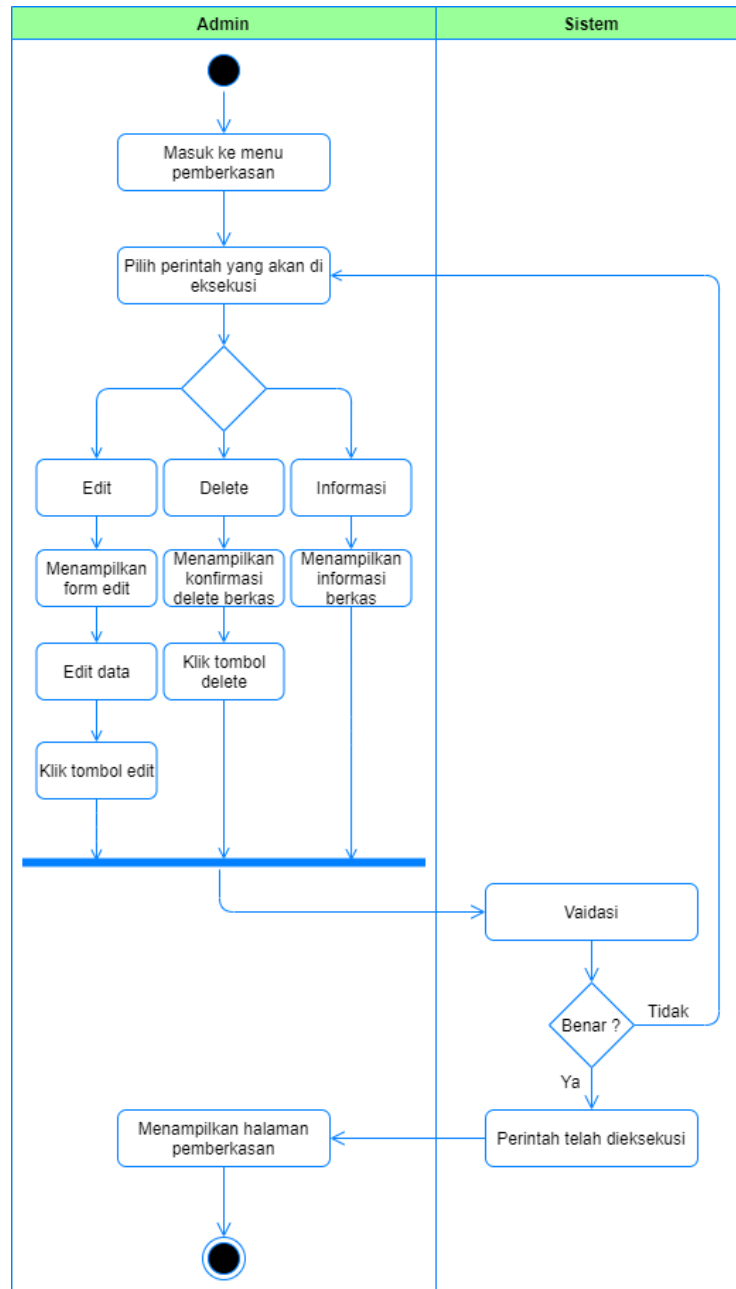 Admin
Sistem
Masuk ke menu
pemberkasan
Pilih perintah yang akan di
eksekusi
Edit
Delete
Informasi
Menampilkan
form edit
Menampilkan
konfirmasi
delete berkas
Menampilkan
informasi
berkas
Edit data
Klik tombol
delete
Klik tombol edit
Vaidasi
Benar ?
Tidak
Ya
Menampilkan halaman
pemberkasan
Perintah telah dieksekusi